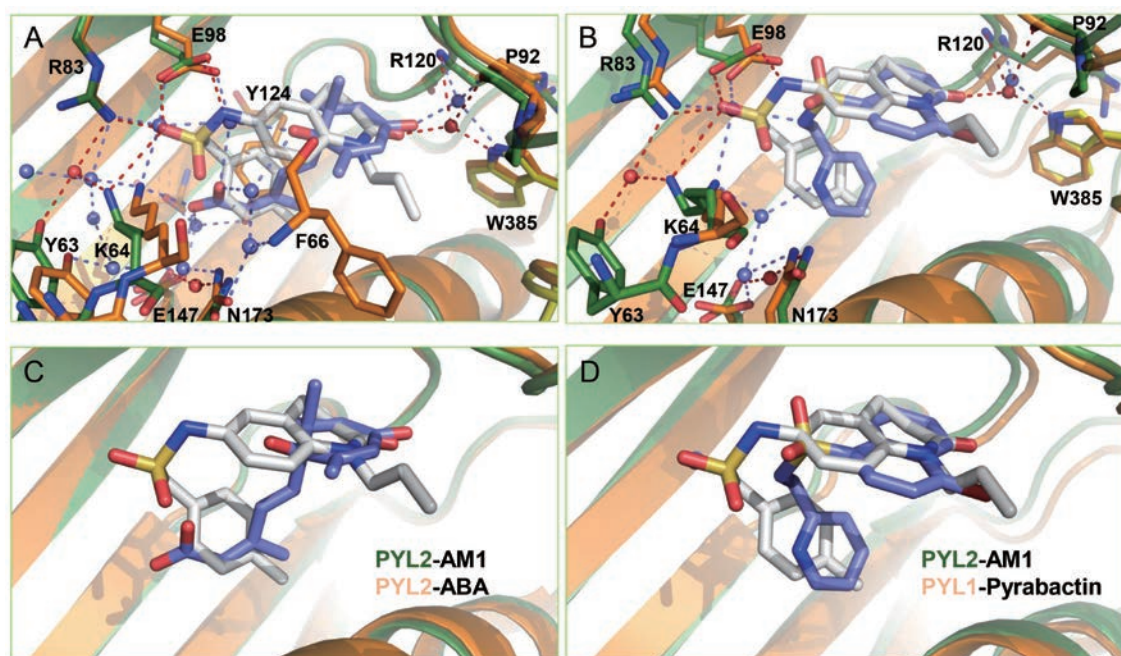 A
E98
R83
Y124
R120
P92
W385
Y63
K64
F66
E147
N173
B
E98
R83
R120
P92
W385
K64
Y63
E147
N173
C
PYL2-AM1
PYL2-ABA
D
PYL2-AM1
PYL1-Pyrabactin